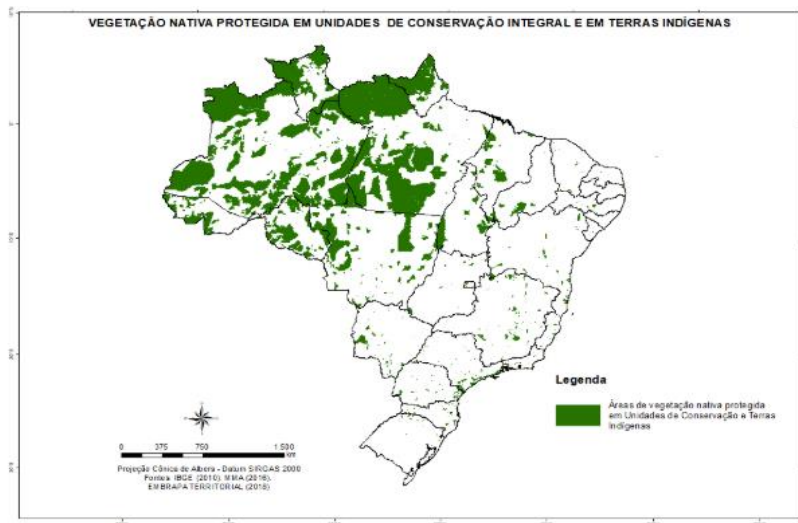 VEGETAÇÃO NATIVA PROTEGIDA EM UNIDADES DE CONSERVAÇÃO INTEGRAL E EM TERRAS INDÍGENAS
Legenda
Áreas de vegetação nativa protegida
em Unidades de Conservação e Terras
Indígenas
0 375 750 1.500
km
Projeção Cônica de Albers - Datum SIRGAS 2000
Fontes: IBGE (2010), MMA (2016),
EMBRAPA TERRITORIAL (2018)